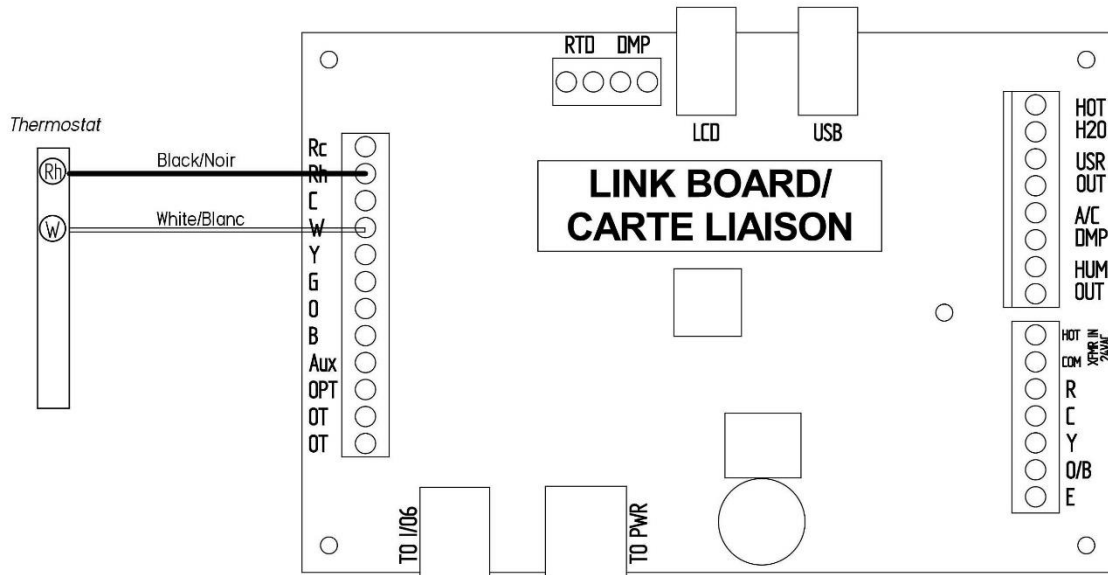 RTD DMP
LCD
USB
Thermostat
Rh
W
Black/Noir
White/Blanc
Rc
Rh
C
W
Y
G
O
B
Aux
OPT
OT
OT
LINK BOARD/
CARTE LIAISON
HOT
H20
USR
OUT
A/C
DMP
HUM
OUT
HOT
COM
XFMR IN
24VAC
R
C
Y
O/B
E
TO I/O6
TO PWR